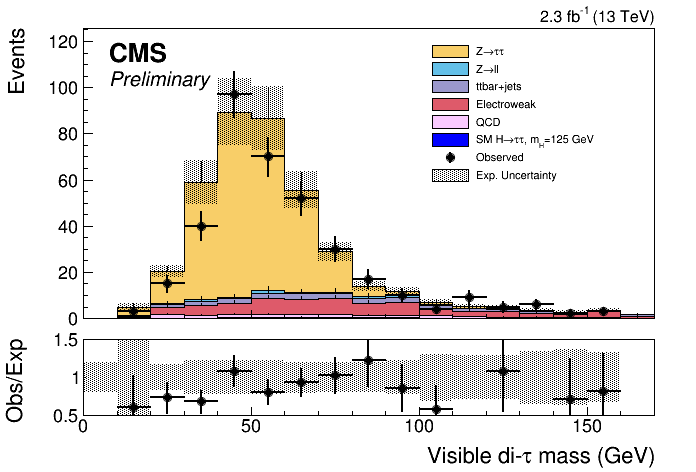 2.3 fb⁻¹ (13 TeV)
Events
120
100
80
60
40
20
0
CMS
Preliminary
Z→ττ
Z→ll
ttbar+jets
Electroweak
QCD
SM H→ττ, m_H=125 GeV
Observed
Exp. Uncertainty
Obs/Exp
1.5
1
0.5
0
50
100
150
Visible di-τ mass (GeV)